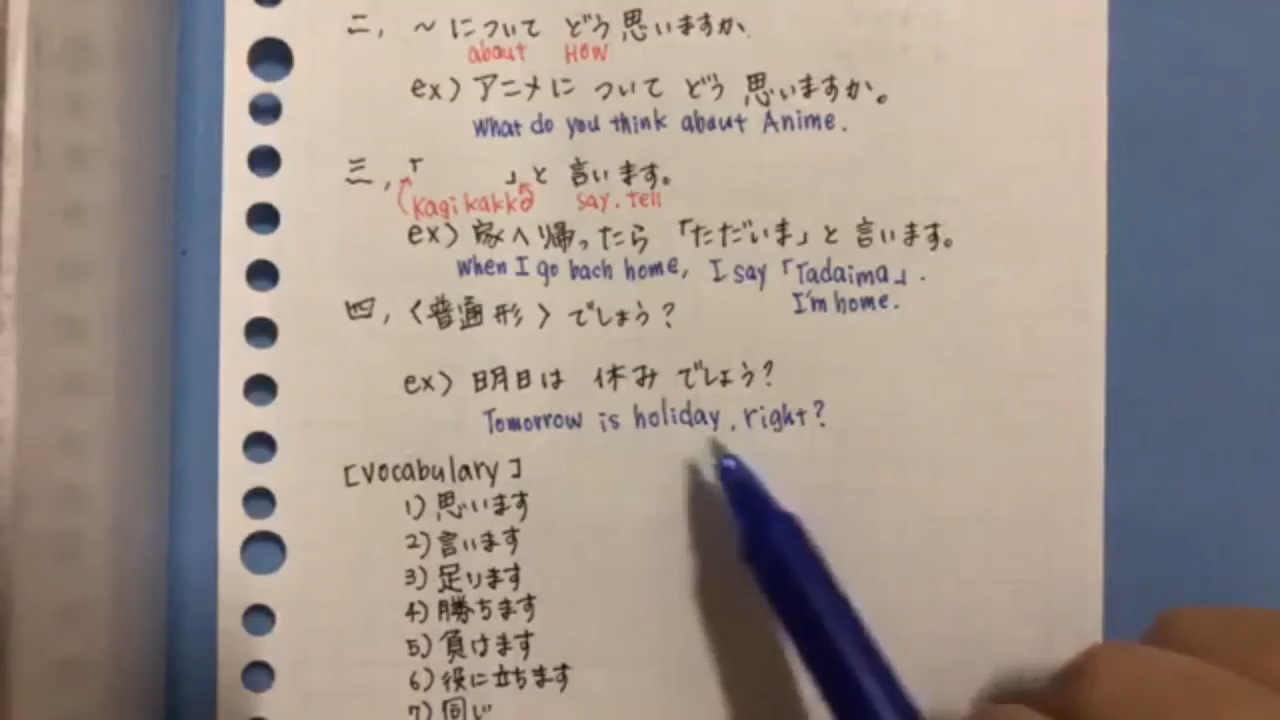 二, ～について どう思いますか
about HOW
ex) アニメに ついて どう 思いますか。
What do you think about Anime.
三, 「 」と 言います。
Kagi kakko say. Tell
ex) 家へ帰ったら 「ただいま」と 言います。
when I go bach home, I say 「Tadaima」.
I'm home.
四, 〈普通形〉でしょう?
ex) 明日は 休み でしょう?
Tomorrow is holiday, right?
[Vocabulary]
1) 思います
2) 言います
3) 足ります
4) 勝ちます
5) 負けます
6) 役に立ちます
7) 同じ